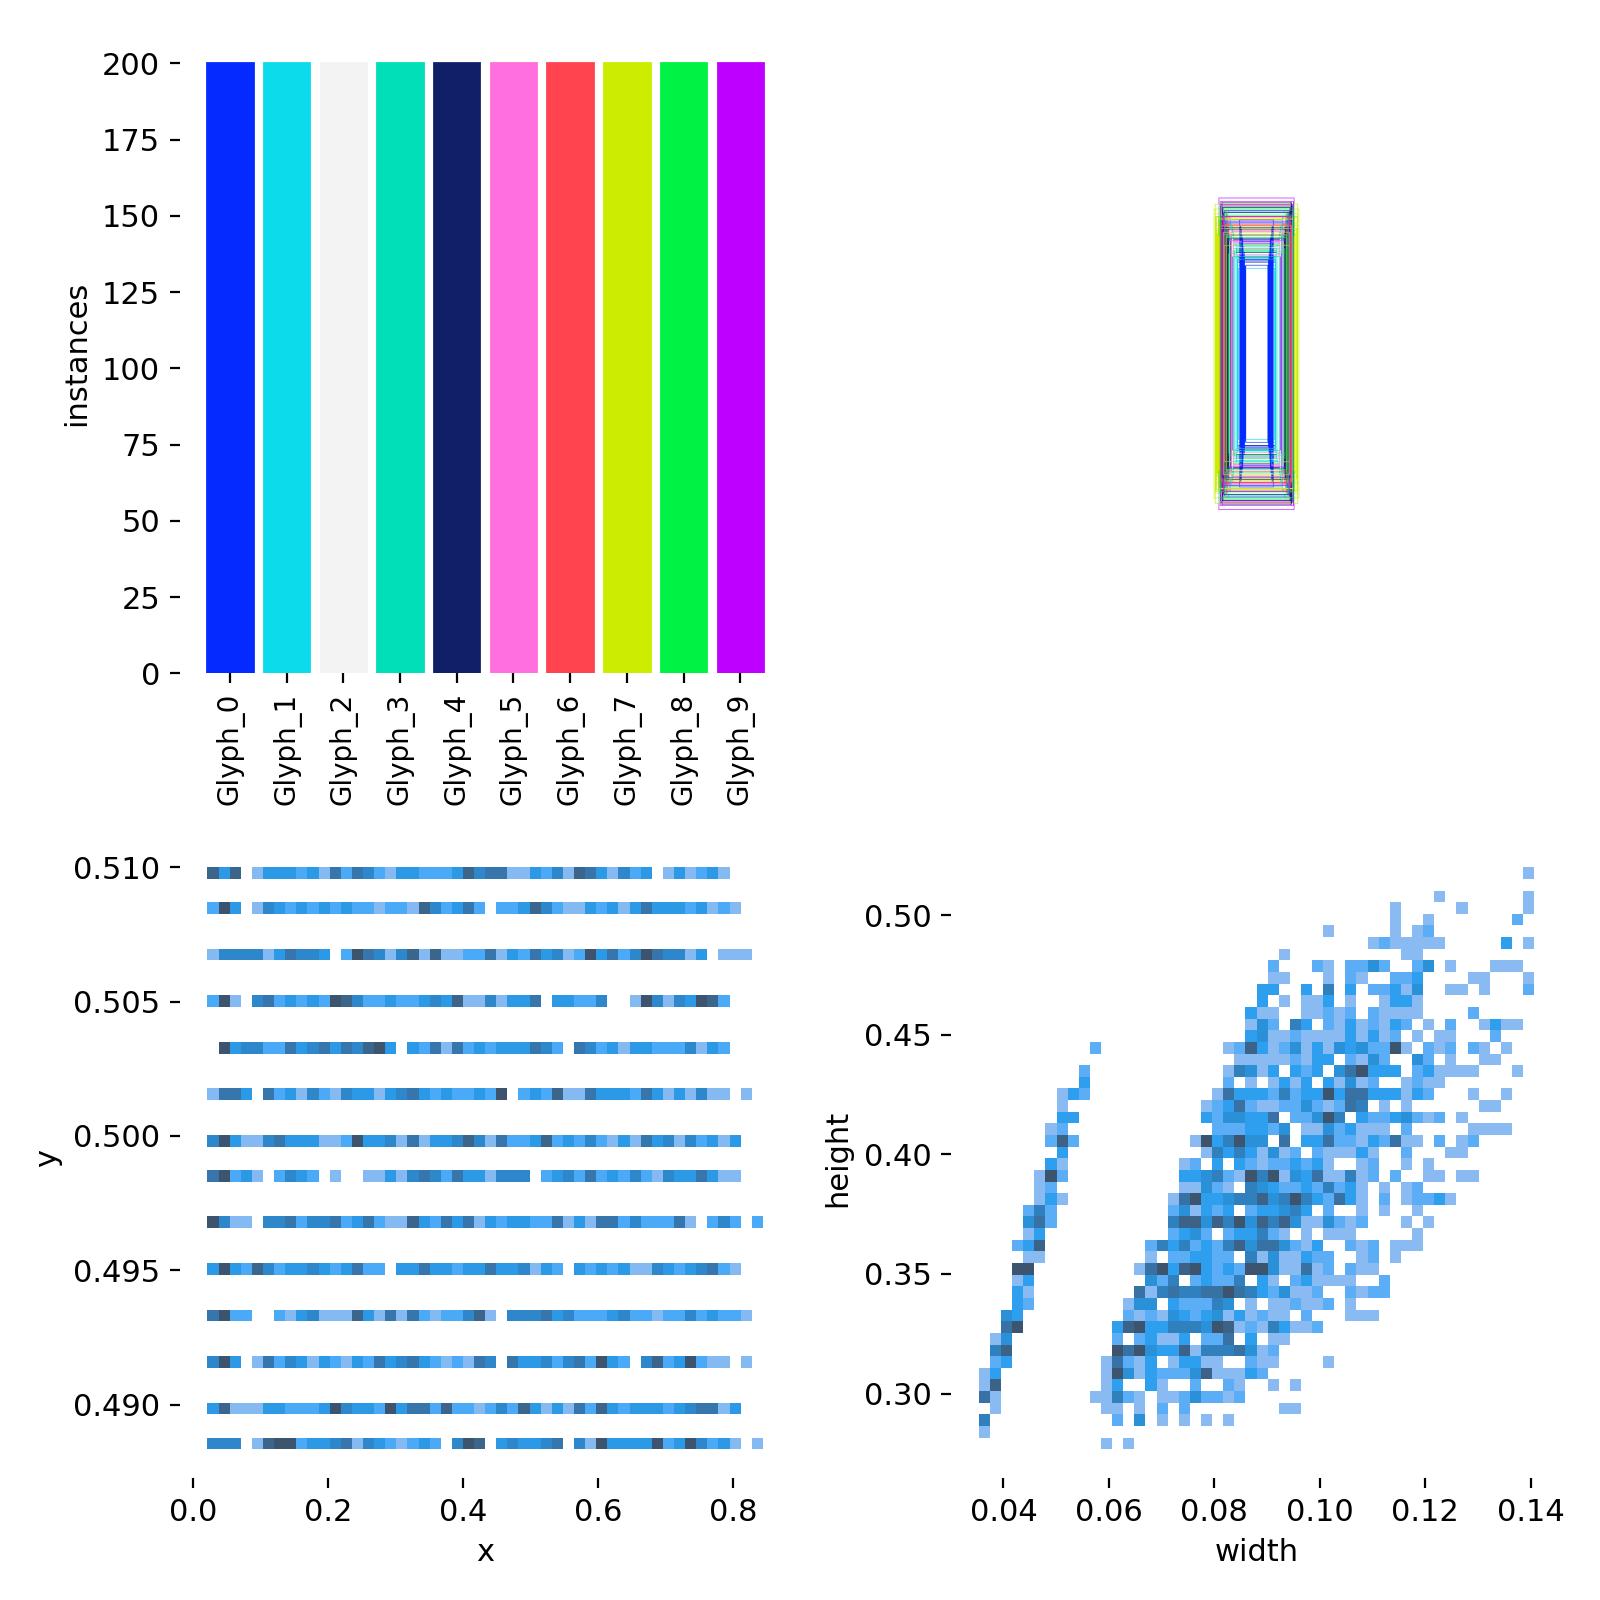 200
175
150
125
100
75
50
25
0
instances
Glyph_0
Glyph_1
Glyph_2
Glyph_3
Glyph_4
Glyph_5
Glyph_6
Glyph_7
Glyph_8
Glyph_9
0.510
0.505
0.500
0.495
0.490
y
0.0 0.2 0.4 0.6 0.8
x
0.50
0.45
0.40
0.35
0.30
height
0.04 0.06 0.08 0.10 0.12 0.14
width